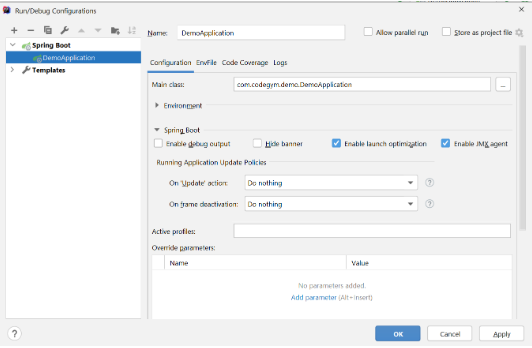 Run/Debug Configurations
Spring Boot
DemoApplication
Templates
Name: DemoApplication
Allow parallel run
Store as project file
Configuration EnvFile Code Coverage Logs
Main class: com.codegym.demo.DemoApplication ...
Environment
Spring Boot
Enable debug output Hide banner Enable launch optimization Enable JMX agent
Running Application Update Policies
On 'Update' action: Do nothing ?
On frame deactivation: Do nothing ?
Active profiles:
Override parameters:
Name Value
No parameters added.
Add parameter (Alt+Insert)
? OK Cancel Apply